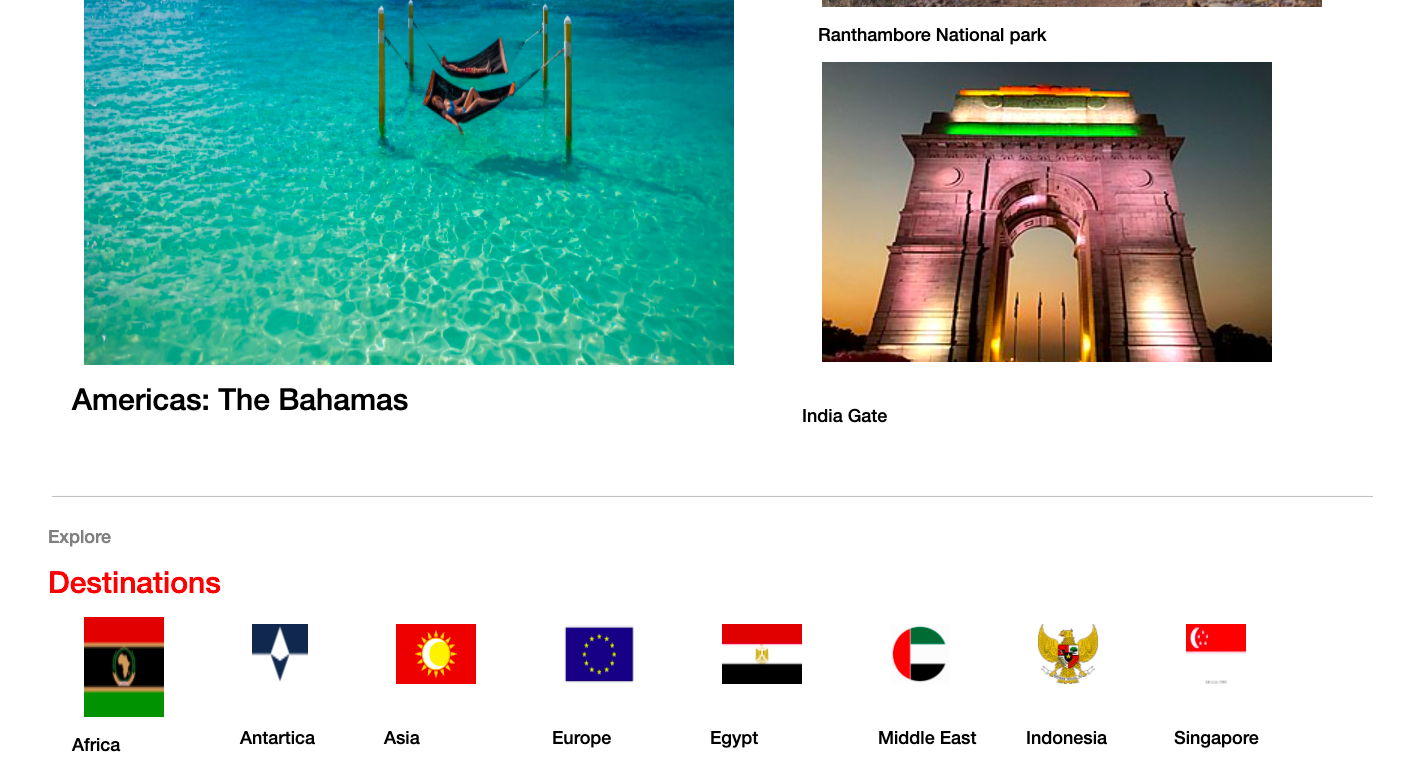 Ranthambore National park
Americas: The Bahamas
India Gate
Explore
Destinations
Africa
Antartica
Asia
Europe
Egypt
Middle East
Indonesia
Singapore